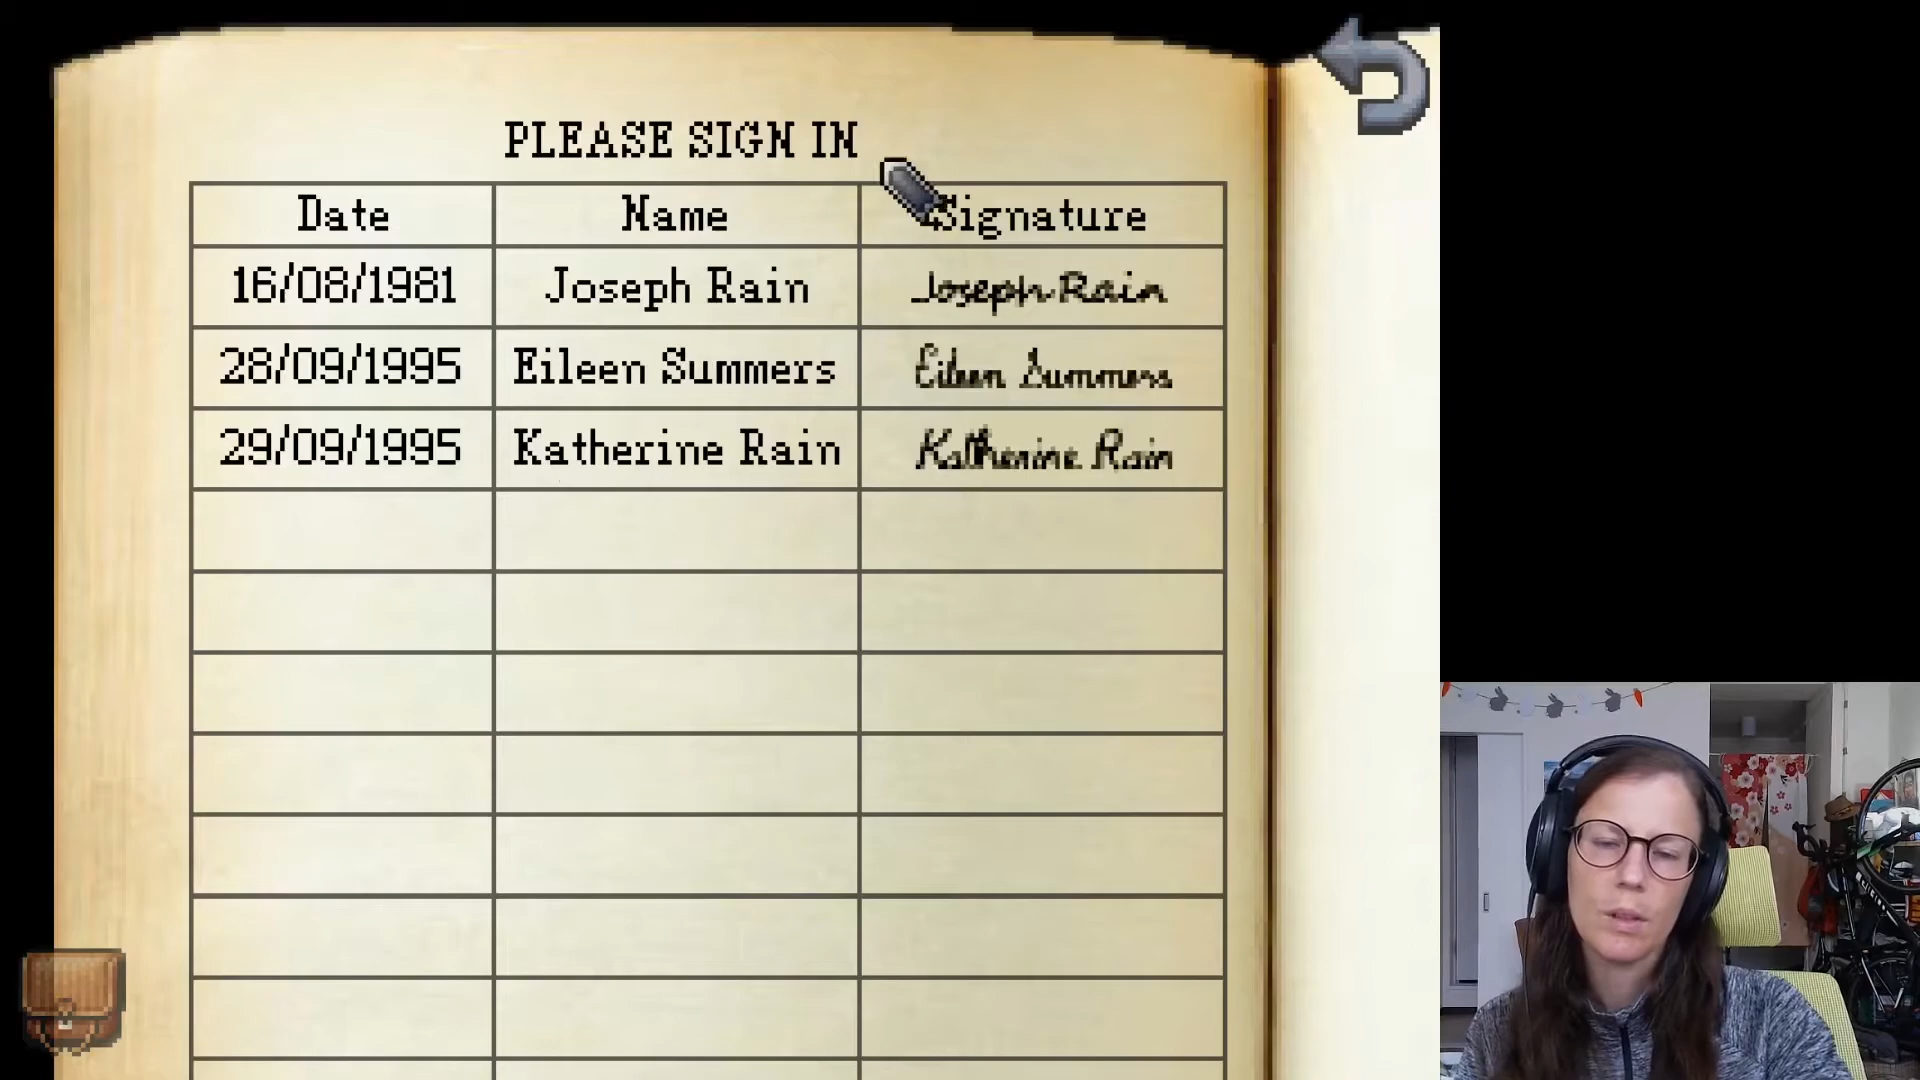 PLEASE SIGN IN
Date Name Signature
16/08/1981 Joseph Rain Joseph Rain
28/09/1995 Eileen Summers Eileen Summers
29/09/1995 Katherine Rain Katherine Rain